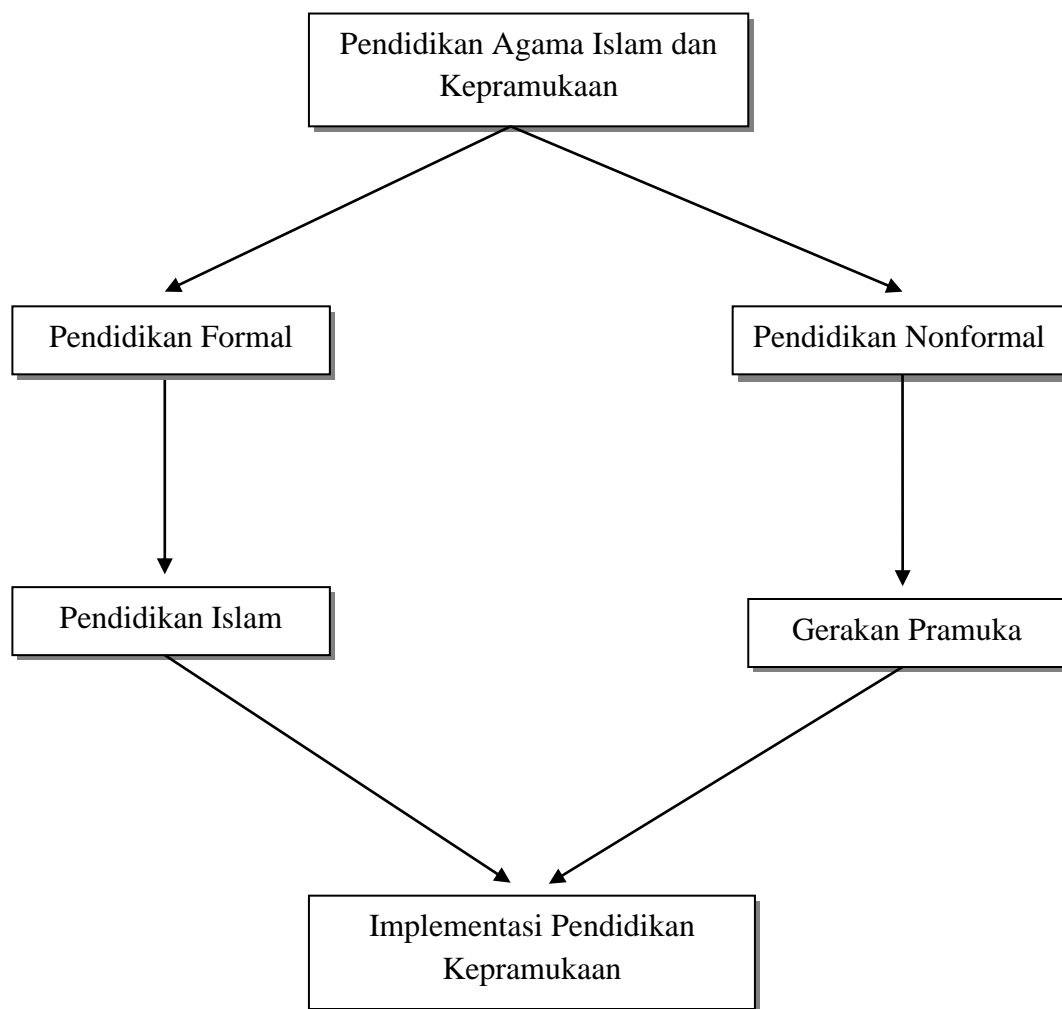 Pendidikan Agama Islam dan
Kepramukaan
Pendidikan Formal
Pendidikan Nonformal
Pendidikan Islam
Gerakan Pramuka
Implementasi Pendidikan
Kepramukaan